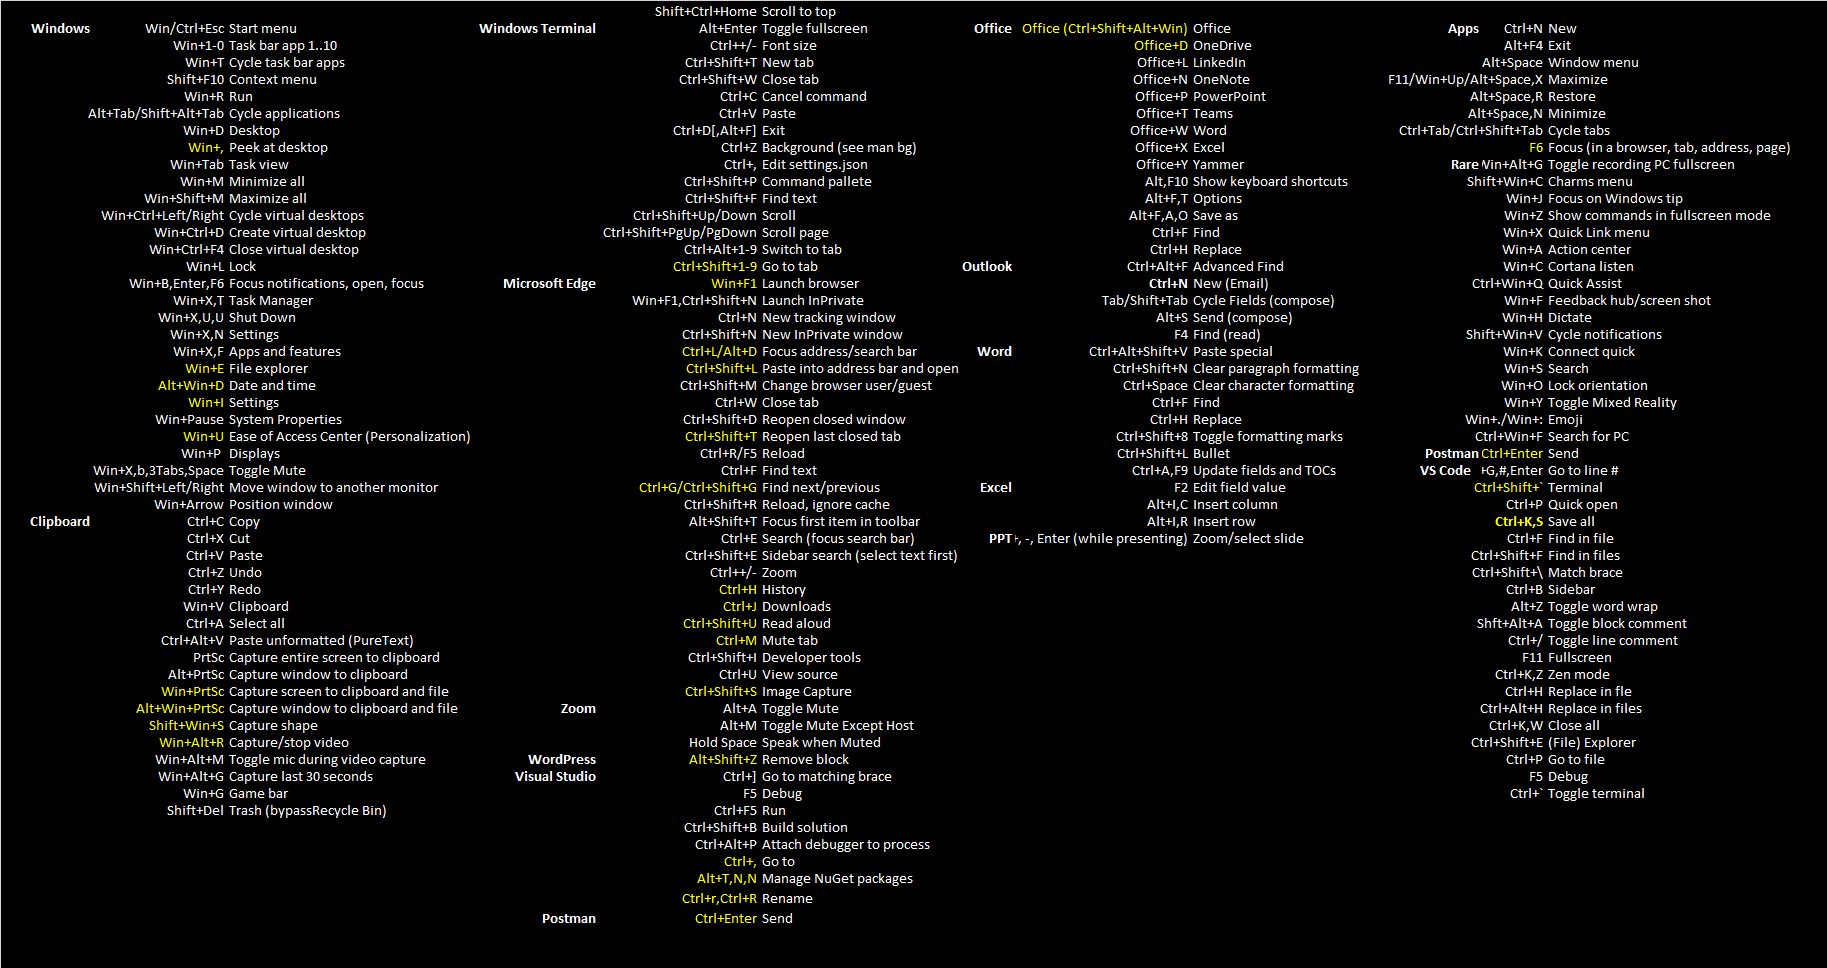 Windows Win/Ctrl+Esc Start menu
Win+1-0 Task bar app 1..10
Win+T Cycle task bar apps
Shift+F10 Context menu
Win+R Run
Alt+Tab/Shift+Alt+Tab Cycle applications
Win+D Desktop
Win+, Peek at desktop
Win+Tab Task view
Win+M Minimize all
Win+Shift+M Maximize all
Win+Ctrl+Left/Right Cycle virtual desktops
Win+Ctrl+D Create virtual desktop
Win+Ctrl+F4 Close virtual desktop
Win+L Lock
Win+B,Enter,F6 Focus notifications, open, focus
Win+X,T Task Manager
Win+X,U,U Shut Down
Win+X,N Settings
Win+X,F Apps and features
Win+E File explorer
Alt+Win+D Date and time
Win+I Settings
Win+Pause System Properties
Win+U Ease of Access Center (Personalization)
Win+P Displays
Win+X,b,3Tabs,Space Toggle Mute
Win+Shift+Left/Right Move window to another monitor
Win+Arrow Position window
Clipboard Ctrl+C Copy
Ctrl+X Cut
Ctrl+V Paste
Ctrl+Z Undo
Ctrl+Y Redo
Win+V Clipboard
Ctrl+A Select all
Ctrl+Alt+V Paste unformatted (PureText)
PrtSc Capture entire screen to clipboard
Alt+PrtSc Capture window to clipboard
Win+PrtSc Capture screen to clipboard and file
Alt+Win+PrtSc Capture window to clipboard and file
Shift+Win+S Capture shape
Win+Alt+R Capture/stop video
Win+Alt+M Toggle mic during video capture
Win+Alt+G Capture last 30 seconds
Win+G Game bar
Shift+Del Trash (bypassRecycle Bin)
Shift+Ctrl+Home Scroll to top
Windows Terminal Alt+Enter Toggle fullscreen
Ctrl++/- Font size
Ctrl+Shift+T New tab
Ctrl+Shift+W Close tab
Ctrl+C Cancel command
Ctrl+V Paste
Ctrl+D[,Alt+F] Exit
Ctrl+Z Background (see man bg)
Ctrl+, Edit settings.json
Ctrl+Shift+P Command pallete
Ctrl+Shift+F Find text
Ctrl+Shift+Up/Down Scroll
Ctrl+Shift+PgUp/PgDown Scroll page
Ctrl+Alt+1-9 Switch to tab
Ctrl+Shift+1-9 Go to tab
Microsoft Edge Win+F1 Launch browser
Win+F1,Ctrl+Shift+N Launch InPrivate
Ctrl+N New tracking window
Ctrl+Shift+N New InPrivate window
Ctrl+L/Alt+D Focus address/search bar
Ctrl+Shift+L Paste into address bar and open
Ctrl+Shift+M Change browser user/guest
Ctrl+W Close tab
Ctrl+Shift+D Reopen closed window
Ctrl+Shift+T Reopen last closed tab
Ctrl+R/F5 Reload
Ctrl+F Find text
Ctrl+G/Ctrl+Shift+G Find next/previous
Ctrl+Shift+R Reload, ignore cache
Alt+Shift+T Focus first item in toolbar
Ctrl+E Search (focus search bar)
Ctrl+Shift+E Sidebar search (select text first)
Ctrl++/- Zoom
Ctrl+H History
Ctrl+J Downloads
Ctrl+Shift+U Read aloud
Ctrl+M Mute tab
Ctrl+Shift+I Developer tools
Ctrl+U View source
Ctrl+Shift+S Image Capture
Zoom Alt+A Toggle Mute
Alt+M Toggle Mute Except Host
Hold Space Speak when Muted
WordPress Alt+Shift+Z Remove block
Visual Studio Ctrl+] Go to matching brace
F5 Debug
Ctrl+F5 Run
Ctrl+Shift+B Build solution
Ctrl+Alt+P Attach debugger to process
Ctrl+, Go to
Alt+T,N,N Manage NuGet packages
Ctrl+r,Ctrl+R Rename
Postman Ctrl+Enter Send
Office Office (Ctrl+Shift+Alt+Win) Office
Office+D OneDrive
Office+L LinkedIn
Office+N OneNote
Office+P PowerPoint
Office+T Teams
Office+W Word
Office+X Excel
Office+Y Yammer
Alt,F10 Show keyboard shortcuts
Alt+F,T Options
Alt+F,A,O Save as
Ctrl+F Find
Ctrl+H Replace
Outlook Ctrl+Alt+F Advanced Find
Ctrl+N New (Email)
Tab/Shift+Tab Cycle Fields (compose)
Alt+S Send (compose)
F4 Find (read)
Word Ctrl+Alt+Shift+V Paste special
Ctrl+Shift+N Clear paragraph formatting
Ctrl+Space Clear character formatting
Ctrl+F Find
Ctrl+H Replace
Ctrl+Shift+8 Toggle formatting marks
Ctrl+Shift+L Bullet
Ctrl+A,F9 Update fields and TOCs
Excel F2 Edit field value
Alt+I,C Insert column
Alt+I,R Insert row
PPT +, -, Enter (while presenting) Zoom/select slide
Apps Ctrl+N New
Alt+F4 Exit
Alt+Space Window menu
F11/Win+Up/Alt+Space,X Maximize
Alt+Space,R Restore
Alt+Space,N Minimize
Ctrl+Tab/Ctrl+Shift+Tab Cycle tabs
F6 Focus (in a browser, tab, address, page)
Rare Win+Alt+G Toggle recording PC fullscreen
Shift+Win+C Charms menu
Win+J Focus on Windows tip
Win+Z Show commands in fullscreen mode
Win+X Quick Link menu
Win+A Action center
Win+C Cortana listen
Ctrl+Win+Q Quick Assist
Win+F Feedback hub/screen shot
Win+H Dictate
Shift+Win+V Cycle notifications
Win+K Connect quick
Win+S Search
Win+O Lock orientation
Win+Y Toggle Mixed Reality
Win+./Win+: Emoji
Ctrl+Win+F Search for PC
Postman Ctrl+Enter Send
VS Code +G,#,Enter Go to line #
Ctrl+Shift+` Terminal
Ctrl+P Quick open
Ctrl+K,S Save all
Ctrl+F Find in file
Ctrl+Shift+F Find in files
Ctrl+Shift+\ Match brace
Ctrl+B Sidebar
Alt+Z Toggle word wrap
Shft+Alt+A Toggle block comment
Ctrl+/ Toggle line comment
F11 Fullscreen
Ctrl+K,Z Zen mode
Ctrl+H Replace in fle
Ctrl+Alt+H Replace in files
Ctrl+K,W Close all
Ctrl+Shift+E (File) Explorer
Ctrl+P Go to file
F5 Debug
Ctrl+` Toggle terminal